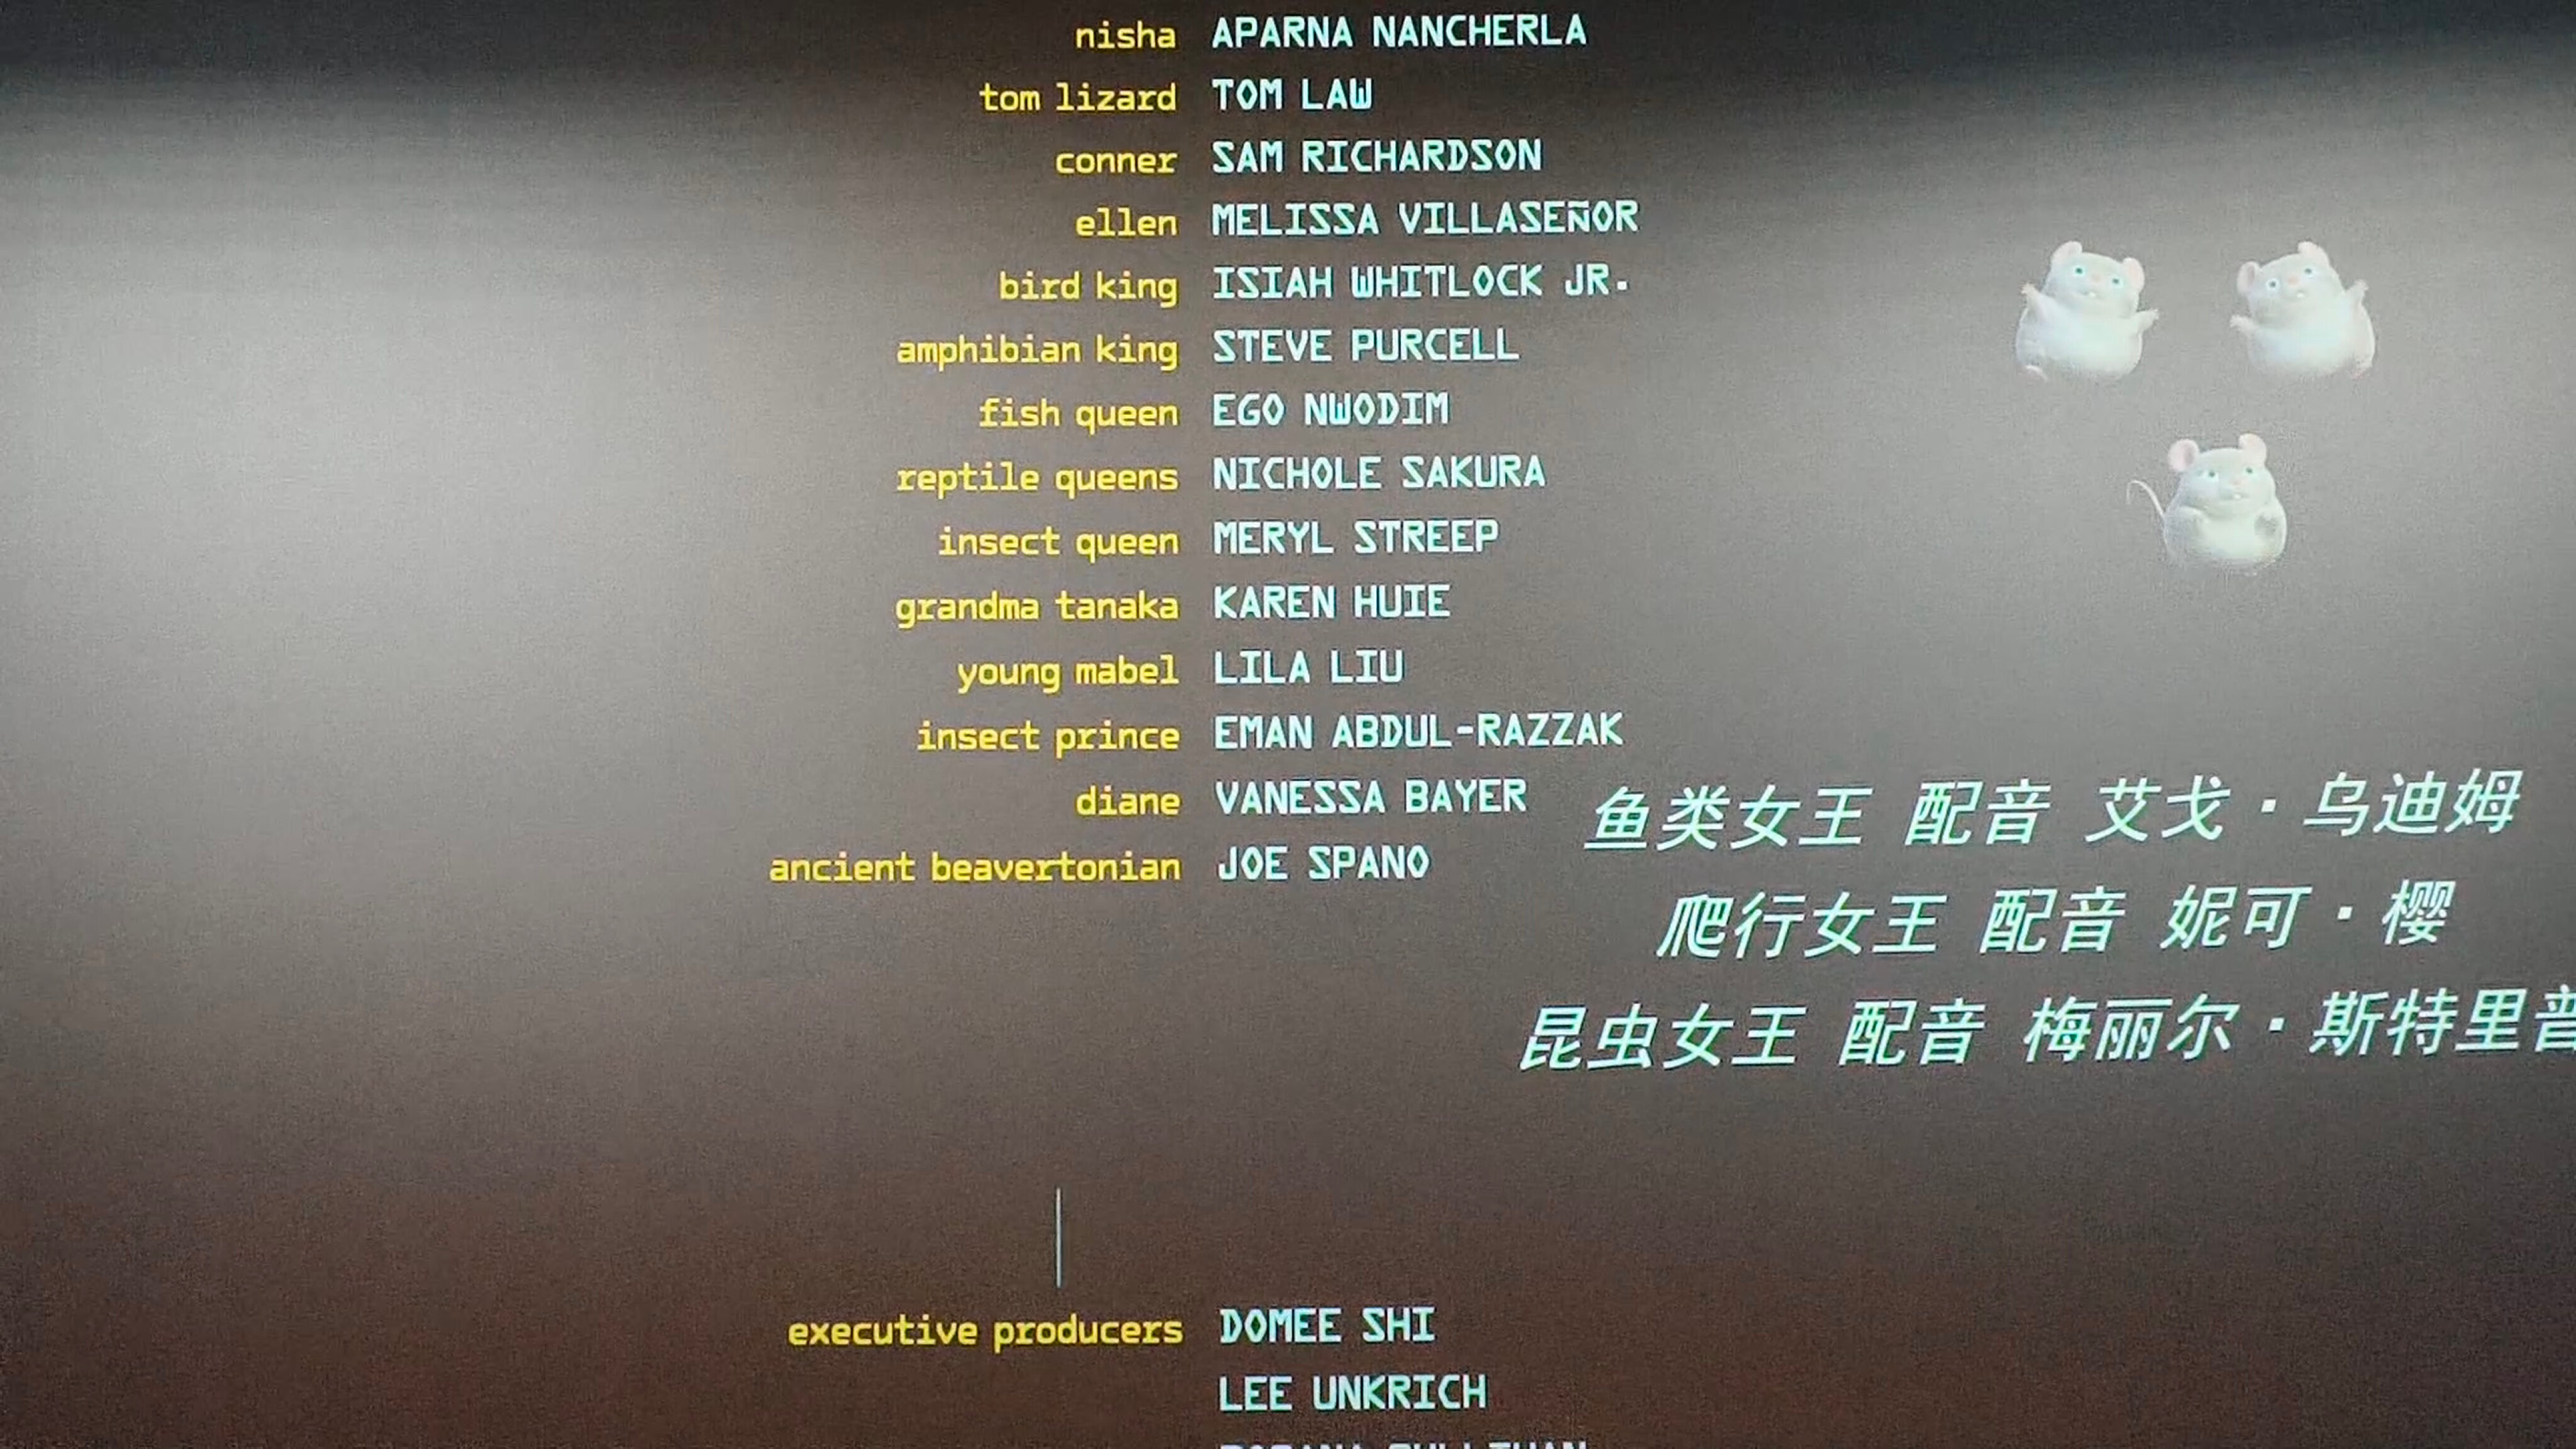 nisha APARNA NANCHERLA
tom lizard TOM LAW
conner SAM RICHARDSON
ellen MELISSA VILLASEÑOR
bird king ISIAH WHITLOCK JR.
amphibian king STEVE PURCELL
fish queen EGO NWODIM
reptile queens NICHOLE SAKURA
insect queen MERYL STREEP
grandma tanaka KAREN HUIE
young mabel LILA LIU
insect prince EMAN ABDUL-RAZZAK
diane VANESSA BAYER
ancient beavertonian JOE SPANO
鱼类女王 配音 艾戈·乌迪姆
爬行女王 配音 妮可·樱
昆虫女王 配音 梅丽尔·斯特里普
executive producers DOMEE SHI
LEE UNKRICH